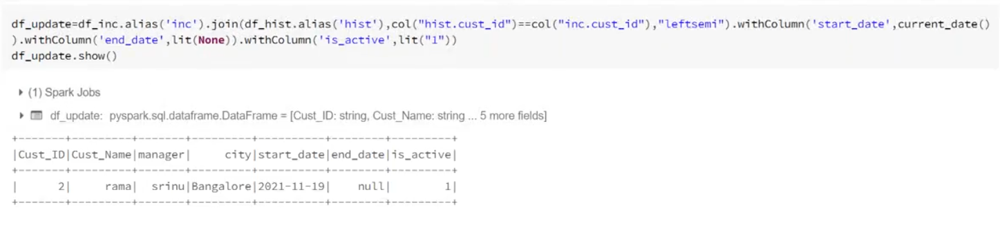 df_update=df_inc.alias('inc').join(df_hist.alias('hist'),col("hist.cust_id")==col("inc.cust_id"),"leftsemi").withColumn('start_date',current_date()
).withColumn('end_date',lit(None)).withColumn('is_active',lit("1"))
df_update.show()
(1) Spark Jobs
df_update: pyspark.sql.dataframe.DataFrame = [Cust_ID: string, Cust_Name: string ... 5 more fields]
+-------+---------+-------+---------+----------+--------+---------+
|Cust_ID|Cust_Name|manager|     city|start_date|end_date|is_active|
+-------+---------+-------+---------+----------+--------+---------+
|      2|     rama|  srinu|Bangalore|2021-11-19|    null|        1|
+-------+---------+-------+---------+----------+--------+---------+